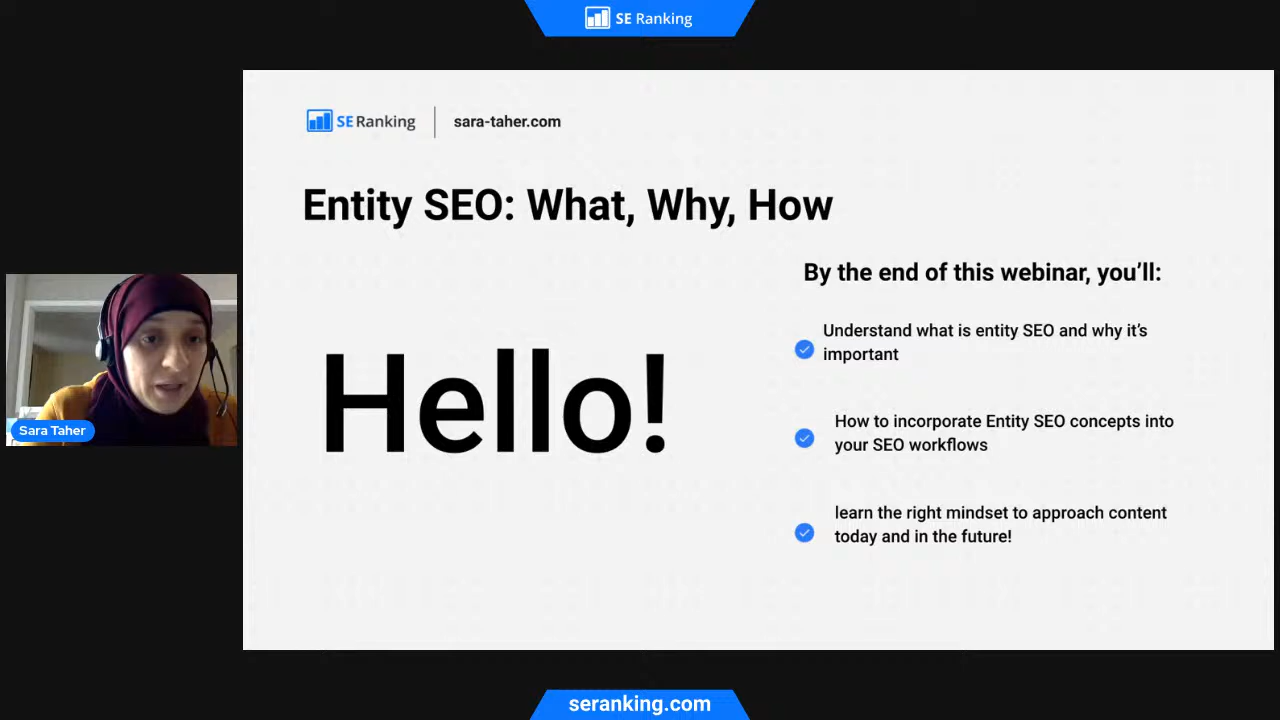 SE Ranking
SE Ranking
sara-taher.com
Entity SEO: What, Why, How
Hello!
By the end of this webinar, you'll:
Understand what is entity SEO and why it's
important
How to incorporate Entity SEO concepts into
your SEO workflows
learn the right mindset to approach content
today and in the future!
Sara Taher
seranking.com